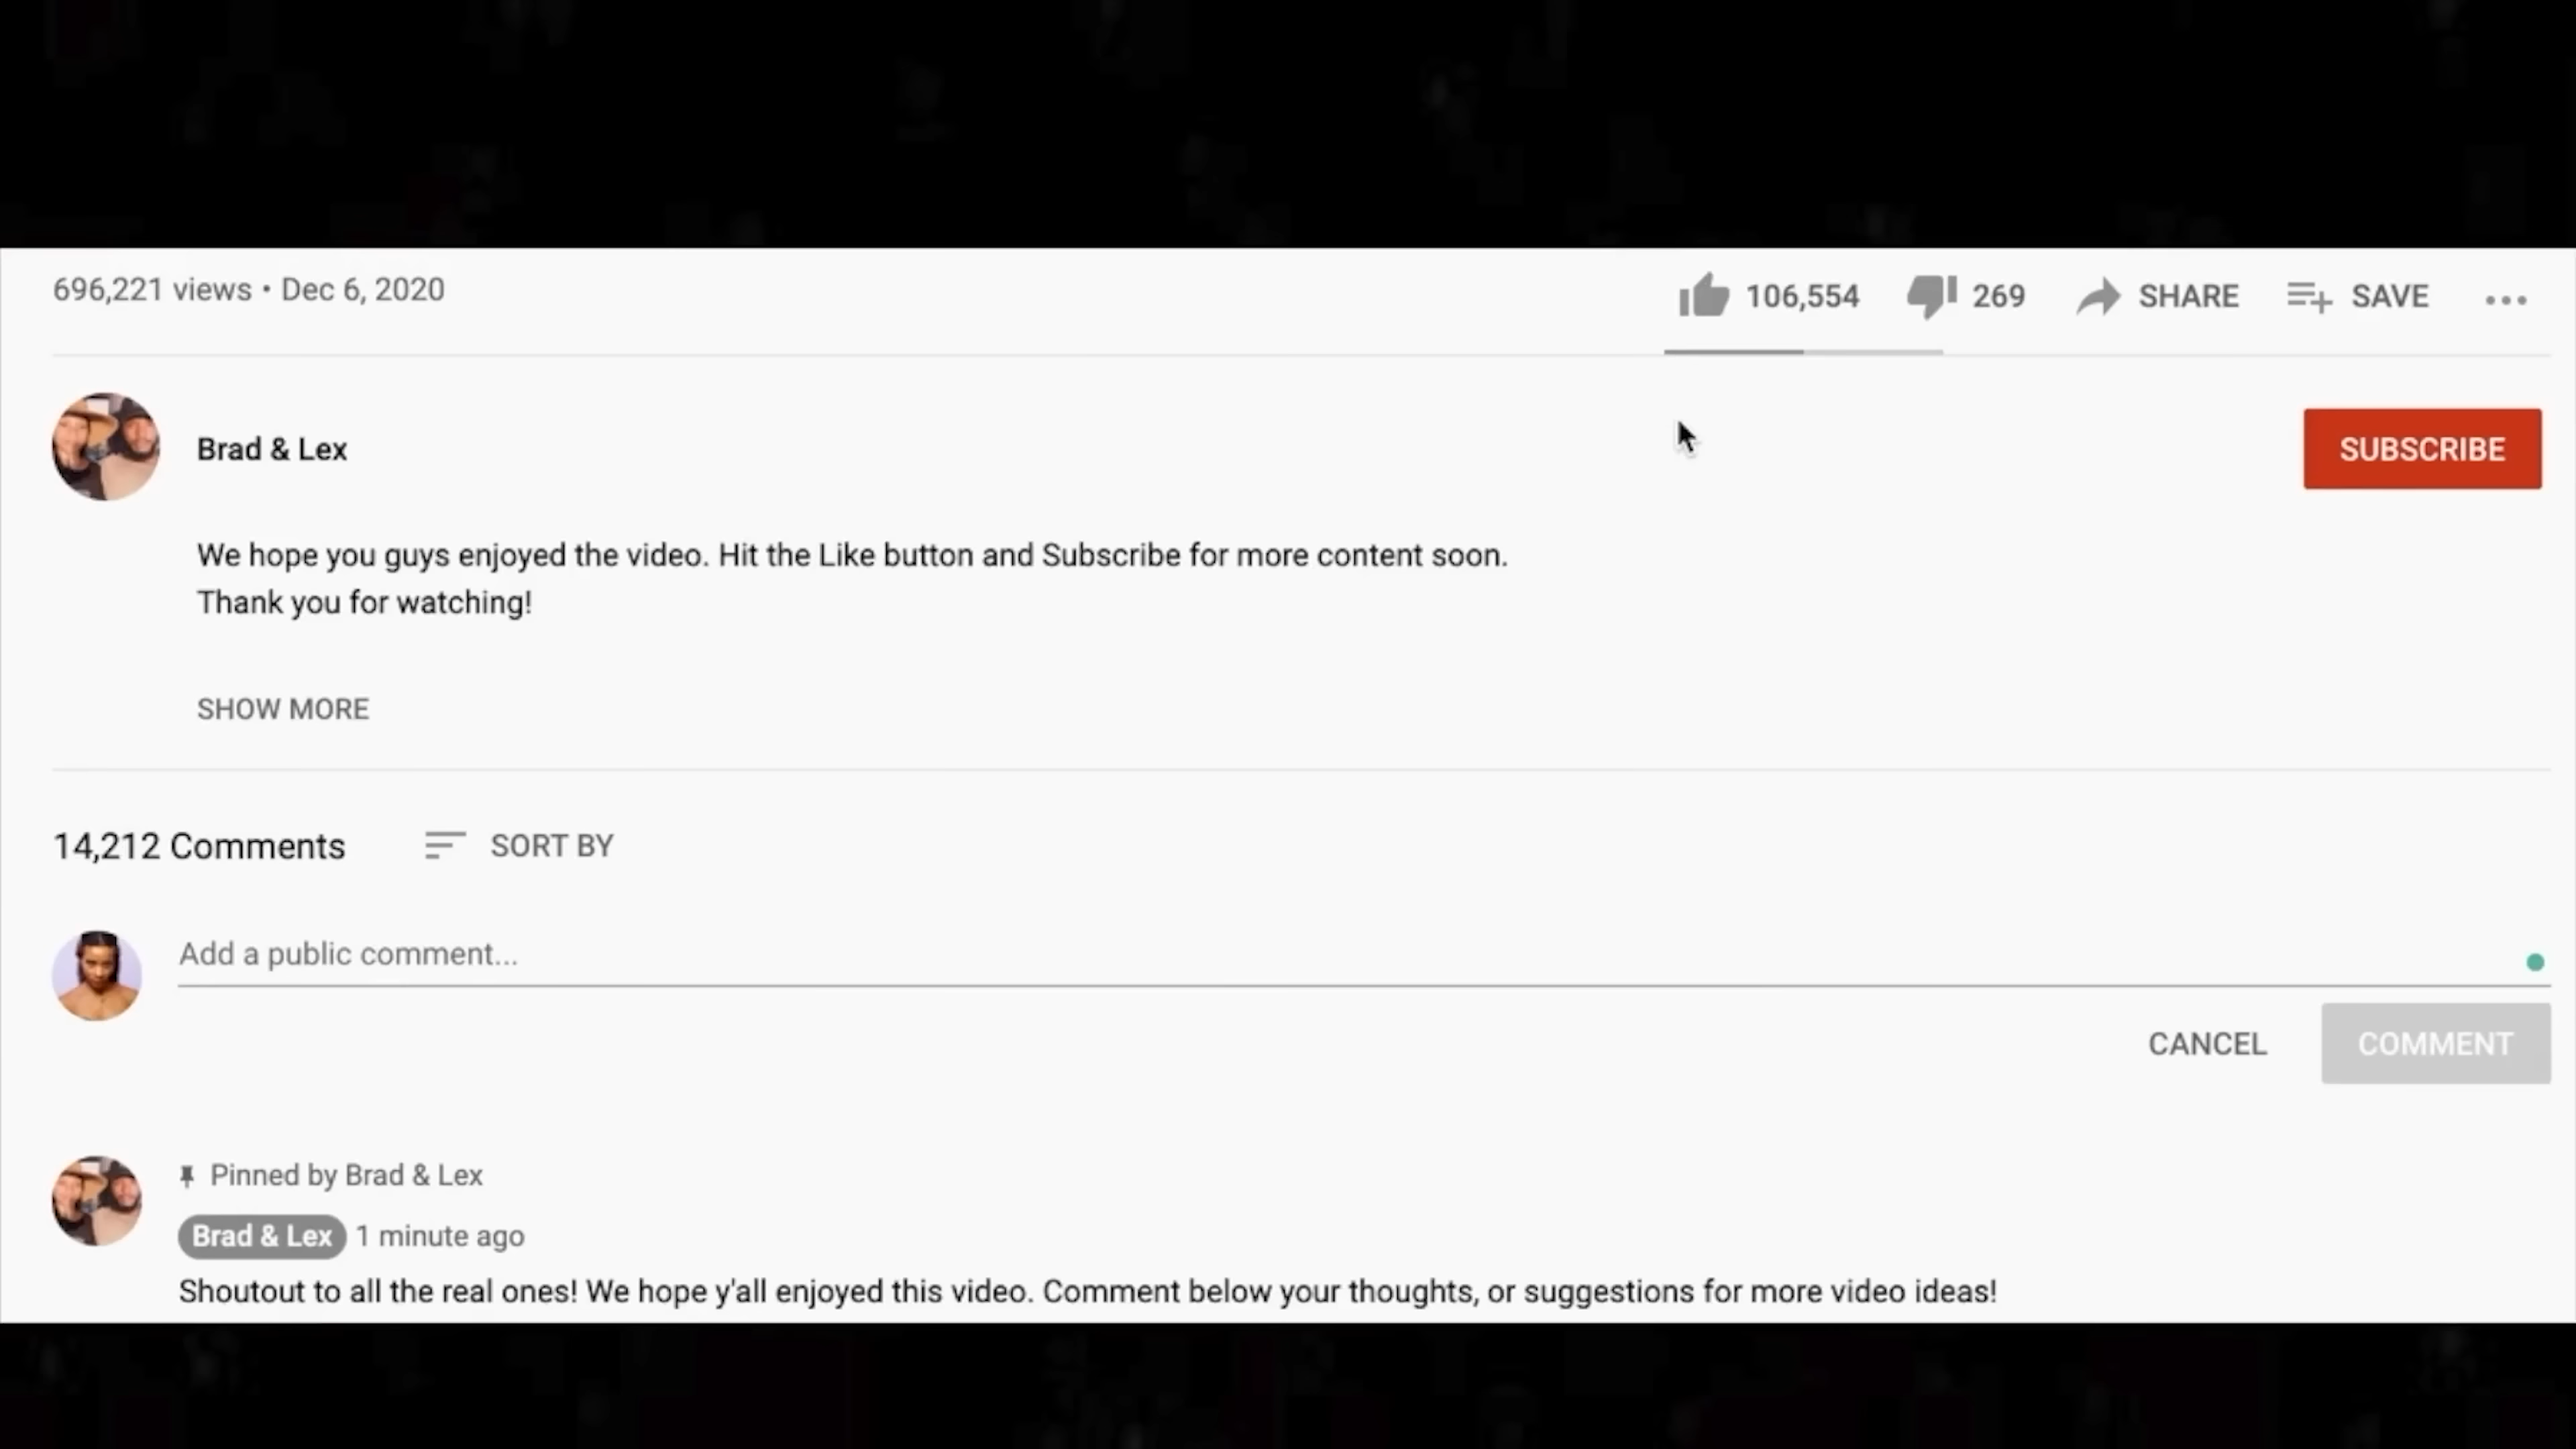 696,221 views • Dec 6, 2020
106,554 269 SHARE SAVE
Brad & Lex
SUBSCRIBE
We hope you guys enjoyed the video. Hit the Like button and Subscribe for more content soon.
Thank you for watching!
SHOW MORE
14,212 Comments SORT BY
Add a public comment...
CANCEL COMMENT
Pinned by Brad & Lex
Brad & Lex 1 minute ago
Shoutout to all the real ones! We hope y'all enjoyed this video. Comment below your thoughts, or suggestions for more video ideas!